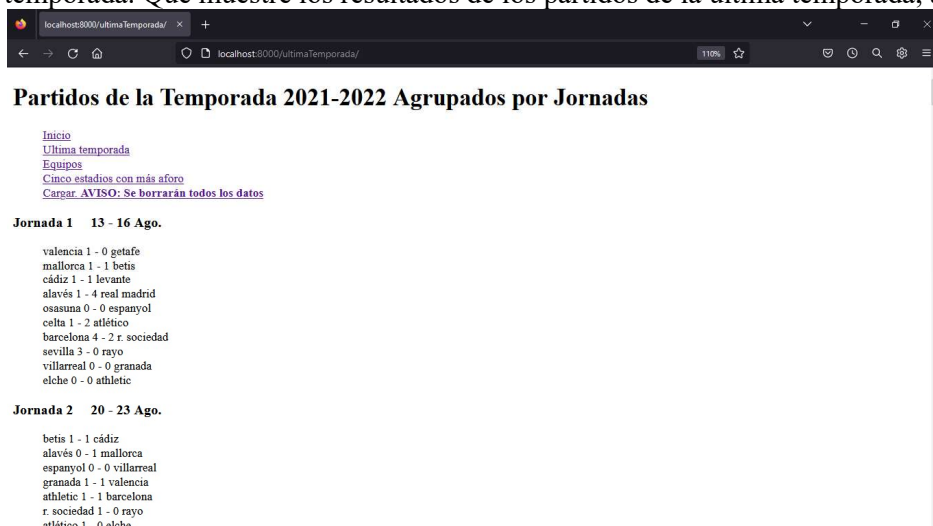 temporada. Que muestre los resultados de los partidos de la última temporada,
localhost:8000/ultimaTemporada/
localhost:8000/ultimaTemporada/
110%
Partidos de la Temporada 2021-2022 Agrupados por Jornadas
Inicio
Ultima temporada
Equipos
Cinco estadios con más aforo
Cargar. AVISO: Se borrarán todos los datos
Jornada 1 13 - 16 Ago.
valencia 1 - 0 getafe
mallorca 1 - 1 betis
cádiz 1 - 1 levante
alavés 1 - 4 real madrid
osasuna 0 - 0 espanyol
celta 1 - 2 atlético
barcelona 4 - 2 r. sociedad
sevilla 3 - 0 rayo
villarreal 0 - 0 granada
elche 0 - 0 athletic
Jornada 2 20 - 23 Ago.
betis 1 - 1 cádiz
alavés 0 - 1 mallorca
espanyol 0 - 0 villarreal
granada 1 - 1 valencia
athletic 1 - 1 barcelona
r. sociedad 1 - 0 rayo
atlético 1 - 0 elche